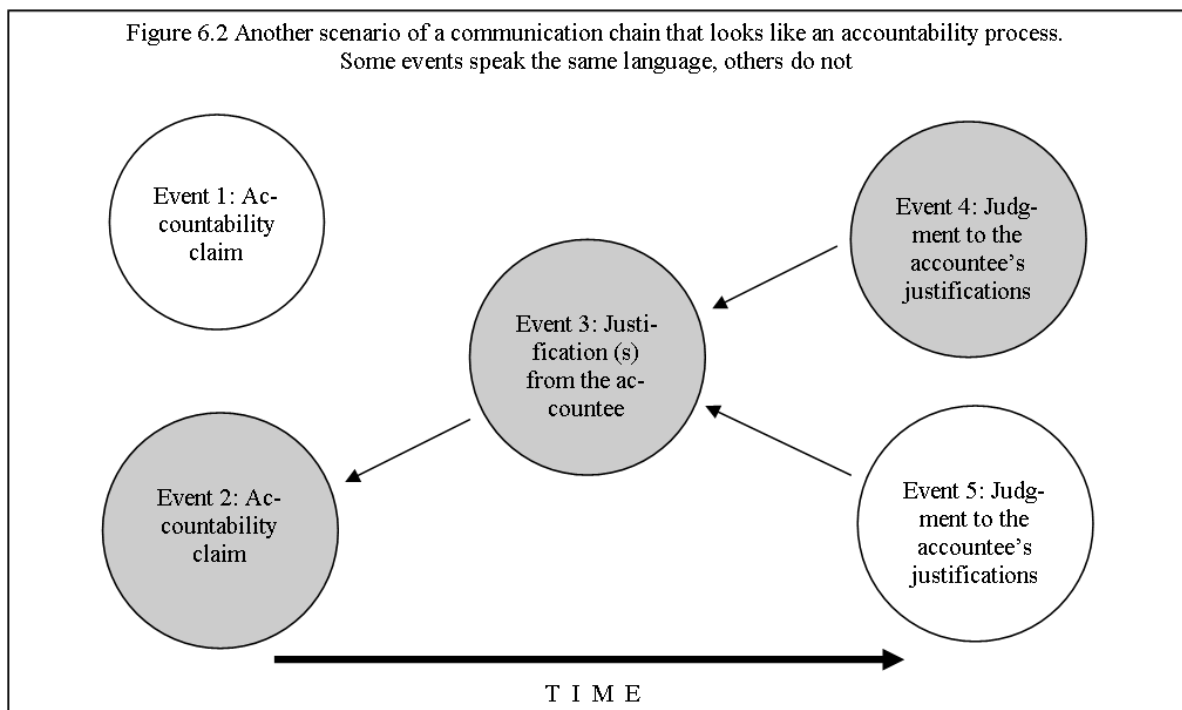 Figure 6.2 Another scenario of a communication chain that looks like an accountability process.
Some events speak the same language, others do not
Event 1: Ac-
countability
claim
Event 2: Ac-
countability
claim
Event 3: Justi-
fication (s)
from the ac-
countee
Event 4: Judg-
ment to the
accountee’s
justifications
Event 5: Judg-
ment to the
accountee’s
justifications
T I M E